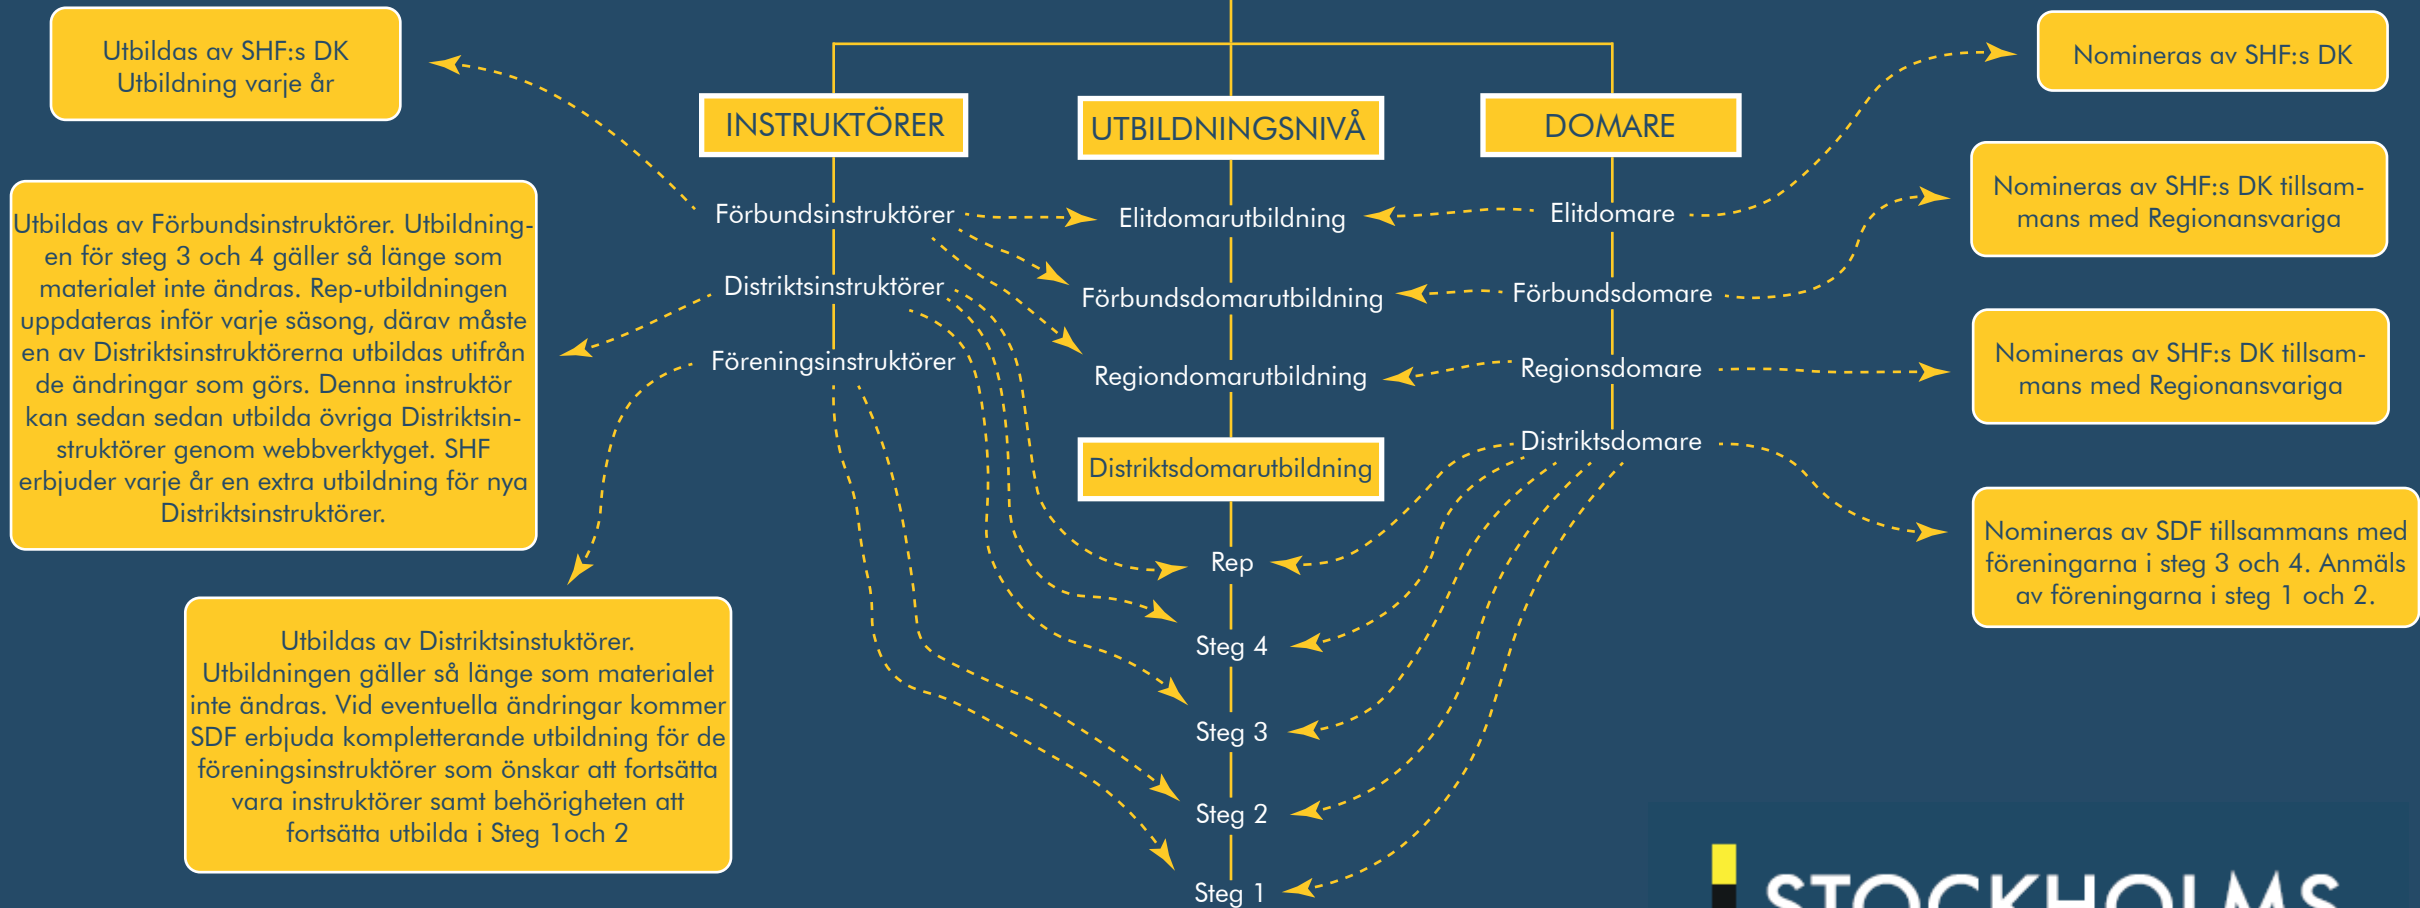 Utbildas av SHF:s DK
Utbildning varje år
Utbildas av Förbundsinstruktörer. Utbildning-
en för steg 3 och 4 gäller så länge som
materialet inte ändras. Rep-utbildningen
uppdateras inför varje säsong, därav måste
en av Distriktsinstruktörerna utbildas utifrån
de ändringar som görs. Denna instruktör
kan sedan sedan utbilda övriga Distriktsin-
struktörer genom webbverktyget. SHF
erbjuder varje år en extra utbildning för nya
Distriktsinstruktörer.
Utbildas av Distriktsinstuktörer.
Utbildningen gäller så länge som materialet
inte ändras. Vid eventuella ändringar kommer
SDF erbjuda kompletterande utbildning för de
föreningsinstruktörer som önskar att fortsätta
vara instruktörer samt behörigheten att
fortsätta utbilda i Steg 1och 2
INSTRUKTÖRER
Förbundsinstruktörer
Distriktsinstruktörer
Föreningsinstruktörer
UTBILDNINGSNIVÅ
Elitdomarutbildning
Förbundsdomarutbildning
Regiondomarutbildning
Distriktsdomarutbildning
Rep
Steg 4
Steg 3
Steg 2
Steg 1
DOMARE
Elitdomare
Förbundsdomare
Regionsdomare
Distriktsdomare
Nomineras av SHF:s DK
Nomineras av SHF:s DK tillsam-
mans med Regionansvariga
Nomineras av SHF:s DK tillsam-
mans med Regionansvariga
Nomineras av SDF tillsammans med
föreningarna i steg 3 och 4. Anmäls
av föreningarna i steg 1 och 2.
STOCKHOLMS